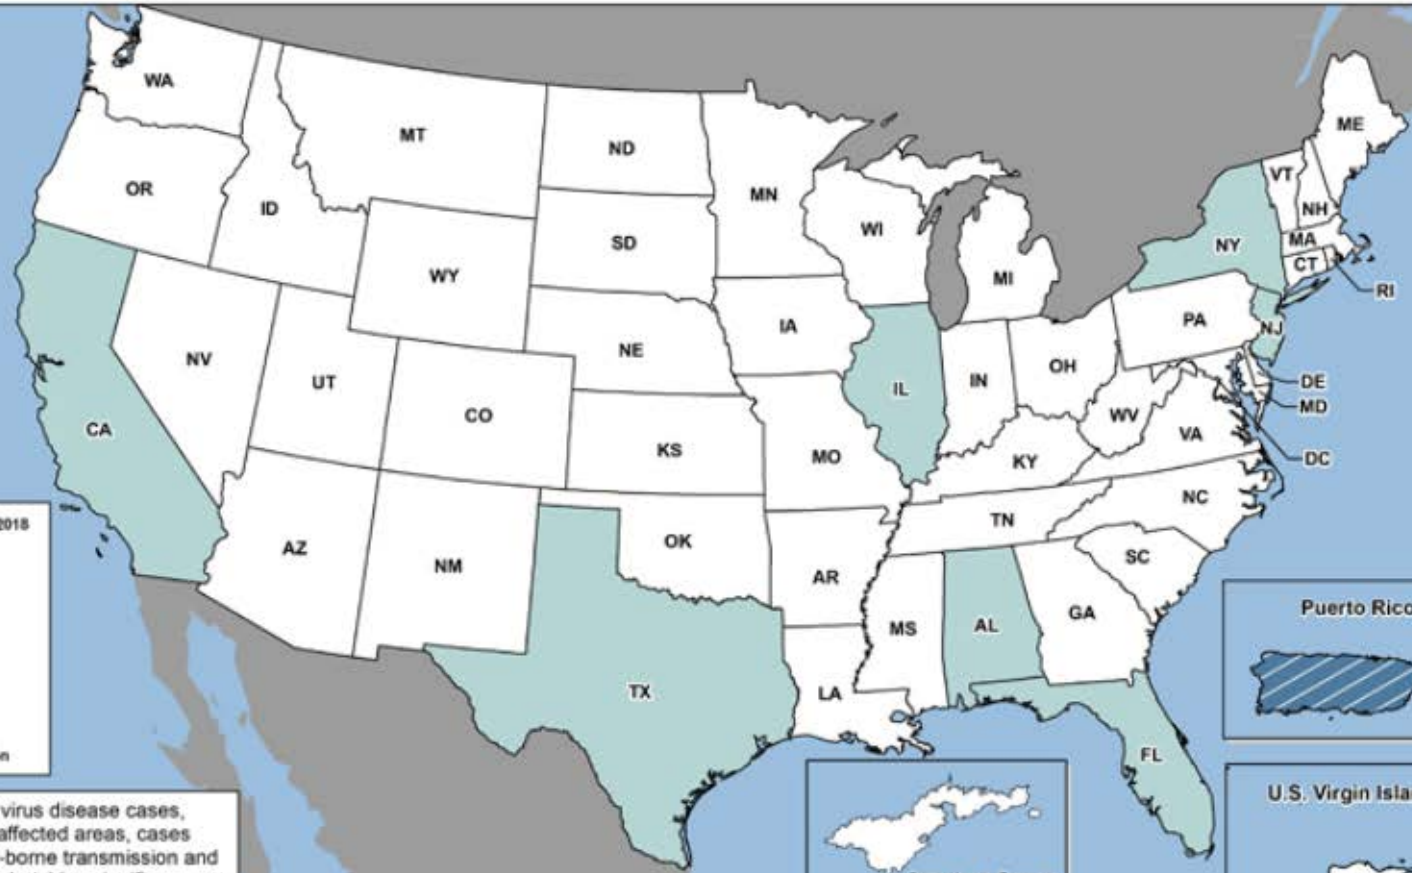 WA
MT
ND
MN
OR
ID
SD
WI
MI
WY
IA
NE
NV
UT
CO
KS
MO
IL
IN
OH
PA
NY
VT
NH
ME
MA
CT
RI
NJ
DE
MD
DC
WV
VA
KY
NC
TN
SC
CA
AZ
NM
OK
AR
MS
AL
GA
TX
LA
FL
2018
virus disease cases,
affected areas, cases
-borne transmission and
Puerto Rico
U.S. Virgin